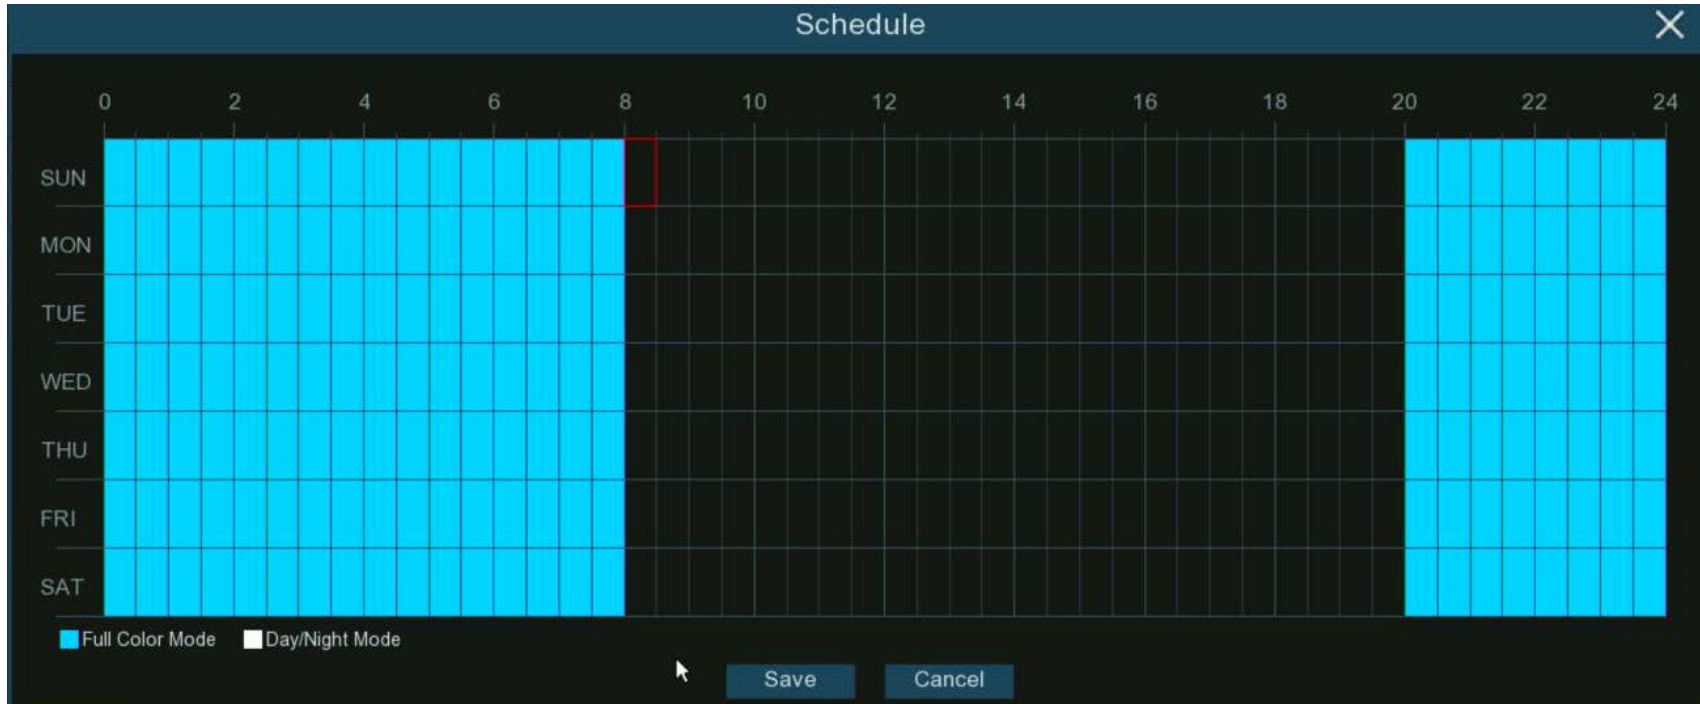 Schedule
0 2 4 6 8 10 12 14 16 18 20 22 24
SUN
MON
TUE
WED
THU
FRI
SAT
Full Color Mode Day/Night Mode
Save Cancel